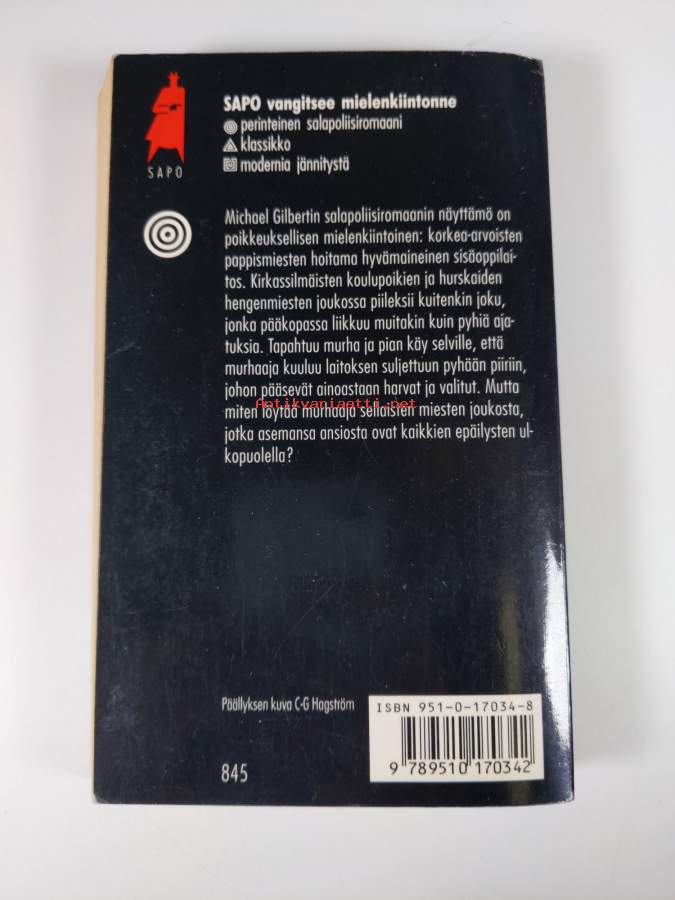 SAPO vangitsee mielenkiintonne
perinteinen salapoliisiromaani
klassikko
modernia jännitystä
SAPO
Michael Gilbertin salapoliisiromaanin näyttämö on
poikkeuksellisen mielenkiintoinen: korkea-arvoisten
pappismiesten hoitama hyvämaineinen sisäoppilai-
tos. Kirkassilmäisten koulupoikien ja hurskaiden
hengenmiesten joukossa piileksii kuitenkin joku,
jonka pääkopassa liikkuu muitakin kuin pyhiä aja-
tuksia. Tapahtuu murha ja pian käy selville, että
murhaaja kuuluu laitoksen suljettuun pyhään piiriin,
johon pääsevät ainoastaan harvat ja valitut. Mutta
Antikvariaatti.net
miten löytää murhaaja sellaisten miesten joukosta,
jotka asemansa ansiosta ovat kaikkien epäilysten ul-
kopuolella?
Päällyksen kuva C-G Hagström
ISBN 951-0-17034-8
9 789510 170342
845